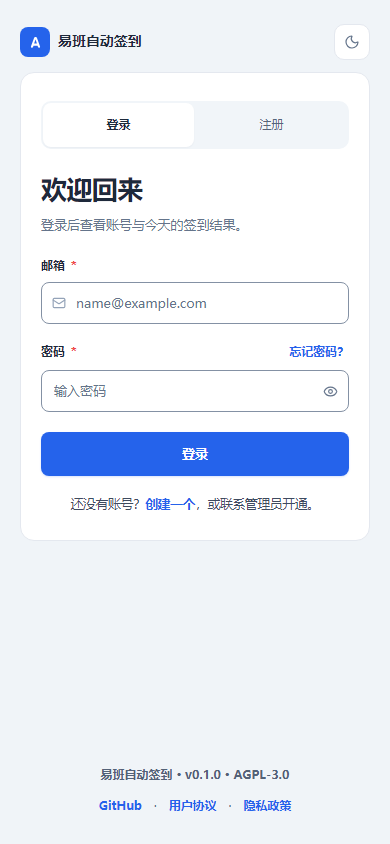 A 易班自动签到
登录 注册
欢迎回来
登录后查看账号与今天的签到结果。
邮箱 *
name@example.com
密码 * 忘记密码?
输入密码
登录
还没有账号？创建一个，或联系管理员开通。
易班自动签到 • v0.1.0 • AGPL-3.0
GitHub · 用户协议 · 隐私政策